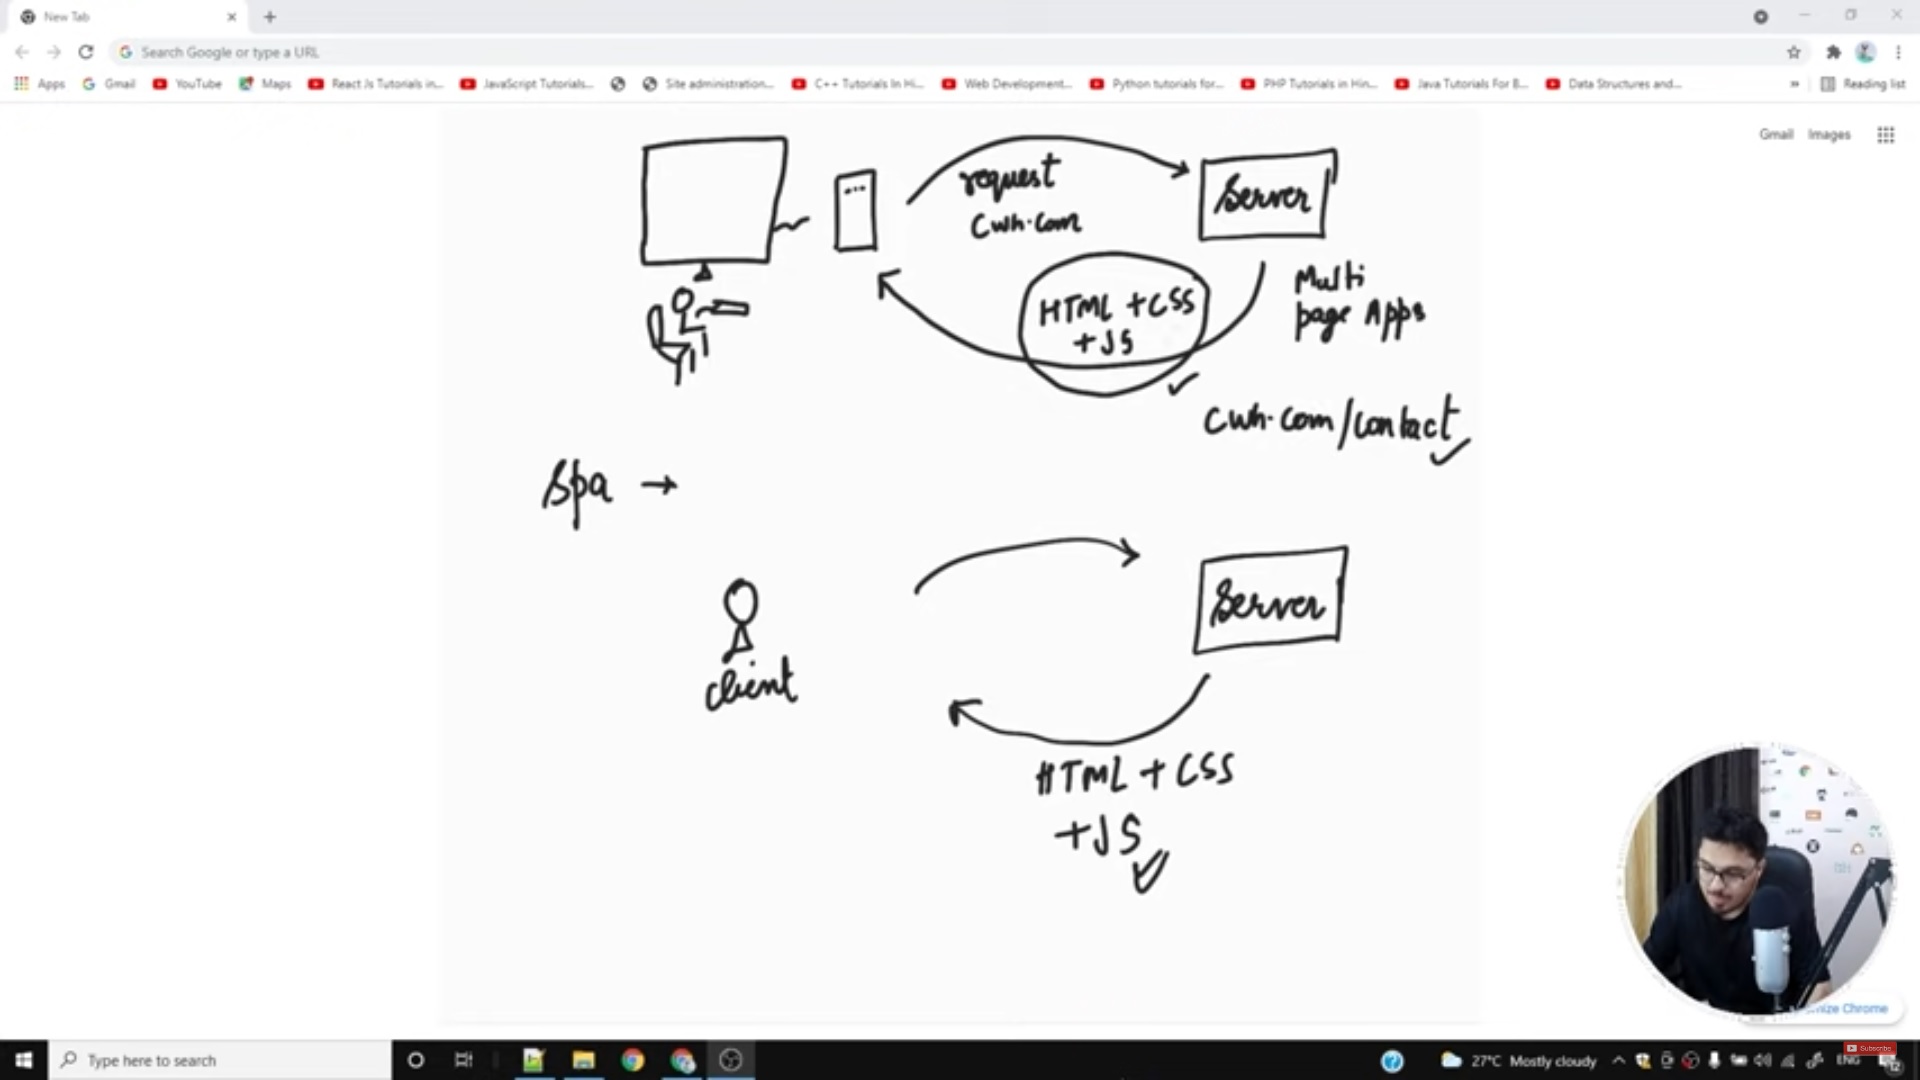 New Tab
Search Google or type a URL
Apps Gmail YouTube Maps React Js Tutorials in... JavaScript Tutorials... Site administration... C++ Tutorials In Hi... Web Development... Python tutorials for... PHP Tutorials in Hin... Java Tutorials For B... Data Structures and... » Reading list
Gmail Images
request
Cwh.com
Server
HTML + CSS
+ JS
Multi
page Apps
Cwh.com/contact
Spa →
Server
client
HTML + CSS
+ JS
Chrome
Type here to search
27°C Mostly cloudy
ENG
Subscribe
12